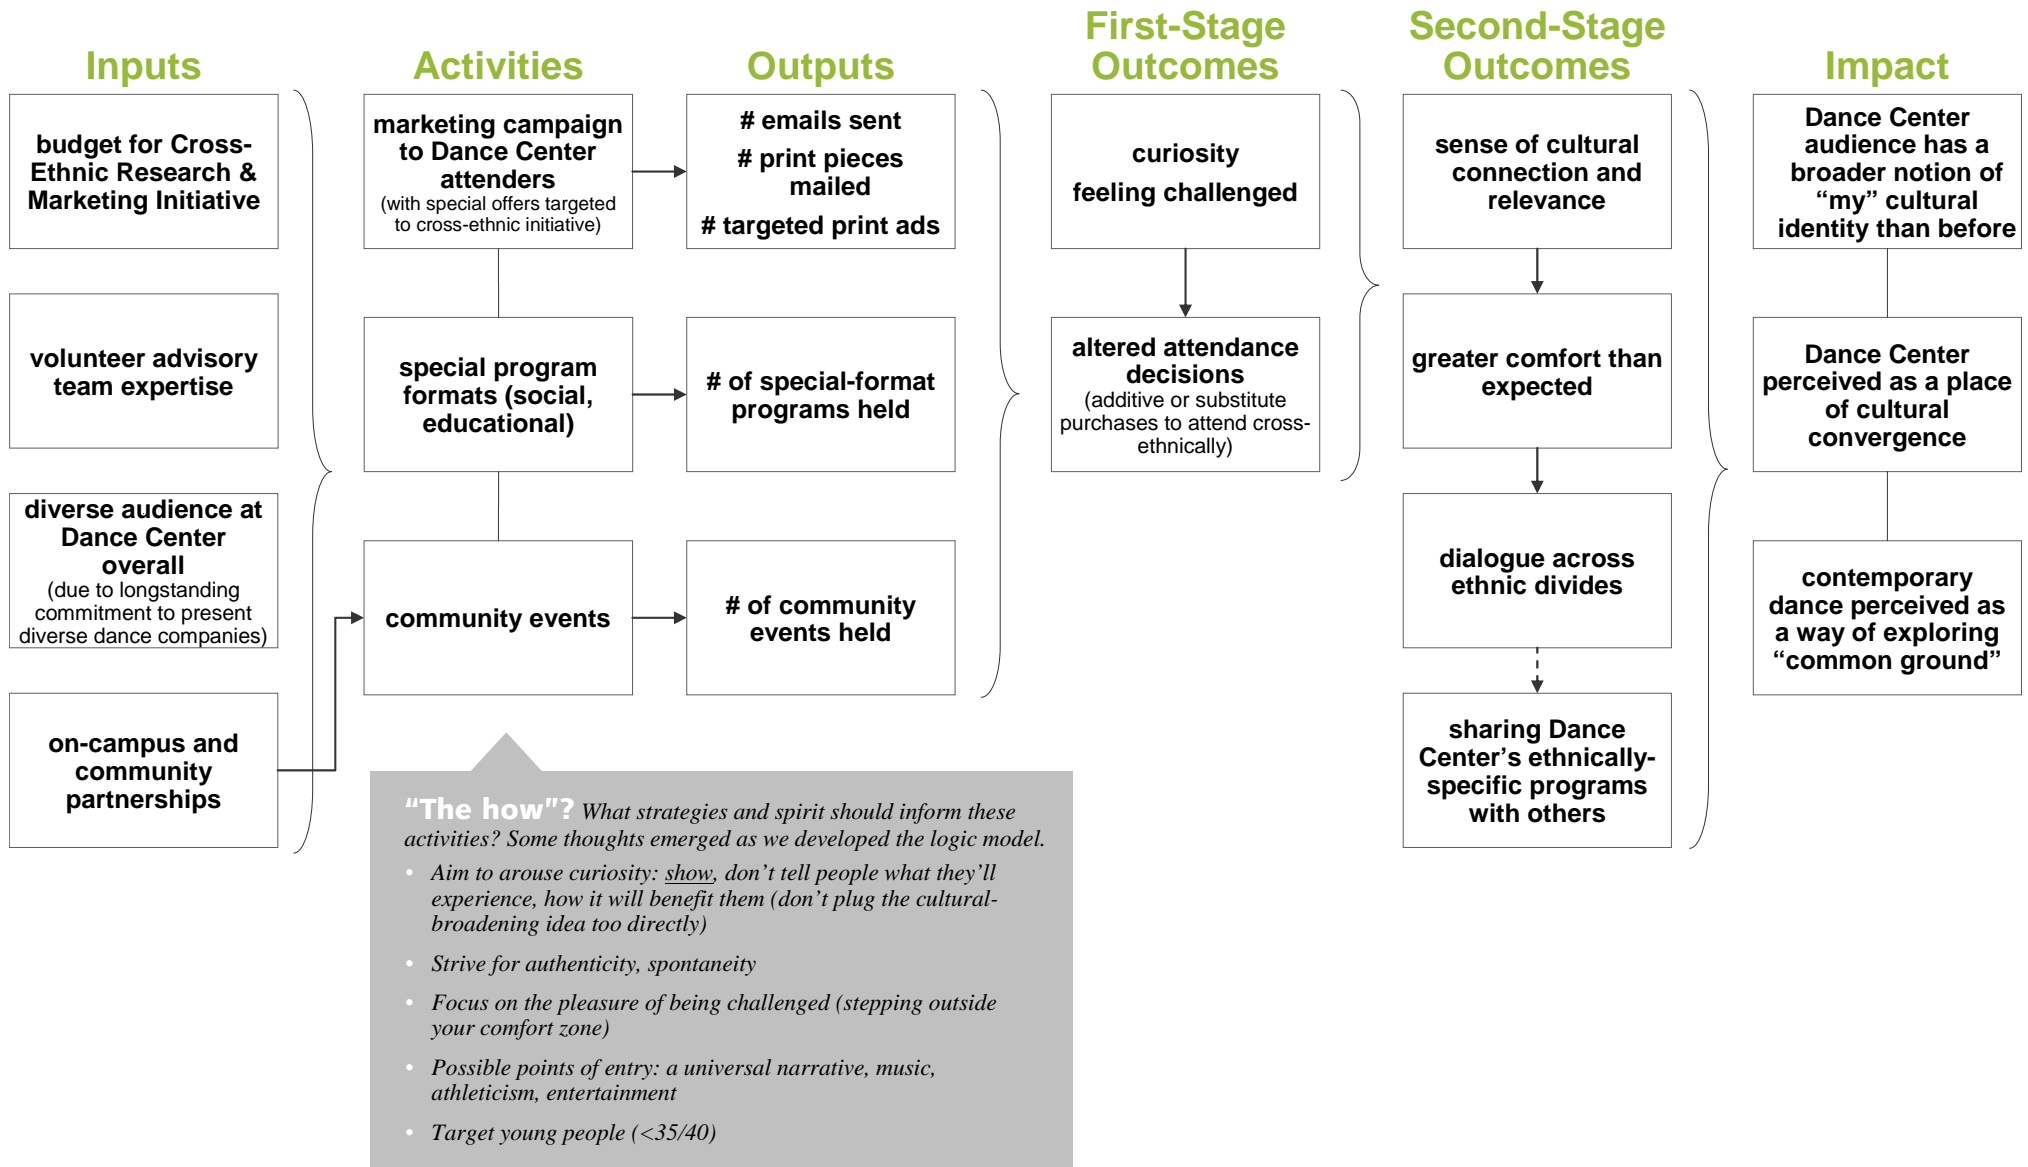 Inputs
budget for Cross-
Ethnic Research &
Marketing Initiative
volunteer advisory
team expertise
diverse audience at
Dance Center
overall
(due to longstanding
commitment to present
diverse dance companies)
on-campus and
community
partnerships
Activities
marketing campaign
to Dance Center
attenders
(with special offers targeted
to cross-ethnic initiative)
special program
formats (social,
educational)
community events
Outputs
# emails sent
# print pieces
mailed
# targeted print ads
# of special-format
programs held
# of community
events held
First-Stage
Outcomes
curiosity
feeling challenged
altered attendance
decisions
(additive or substitute
purchases to attend cross-
ethnically)
Second-Stage
Outcomes
sense of cultural
connection and
relevance
greater comfort than
expected
dialogue across
ethnic divides
sharing Dance
Center’s ethnically-
specific programs
with others
Impact
Dance Center
audience has a
broader notion of
“my” cultural
identity than before
Dance Center
perceived as a place
of cultural
convergence
contemporary
dance perceived as
a way of exploring
“common ground”
“The how”? What strategies and spirit should inform these
activities? Some thoughts emerged as we developed the logic model.
• Aim to arouse curiosity: show, don’t tell people what they’ll
experience, how it will benefit them (don’t plug the cultural-
broadening idea too directly)
• Strive for authenticity, spontaneity
• Focus on the pleasure of being challenged (stepping outside
your comfort zone)
• Possible points of entry: a universal narrative, music,
athleticism, entertainment
• Target young people (<35/40)